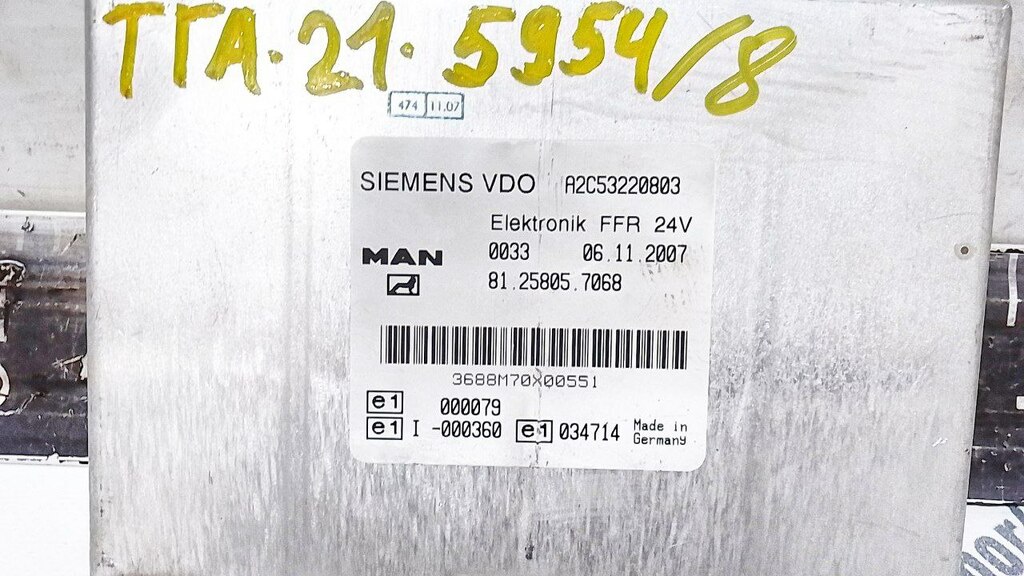 TГA·21·5954/8
474 11.07
SIEMENS VDO A2C53220803
Elektronik FFR 24V
MAN 0033 06.11.2007
81.25805.7068
3688M70X00551
e1 000079
e1 I -000360 e1 034714 Made in
Germany